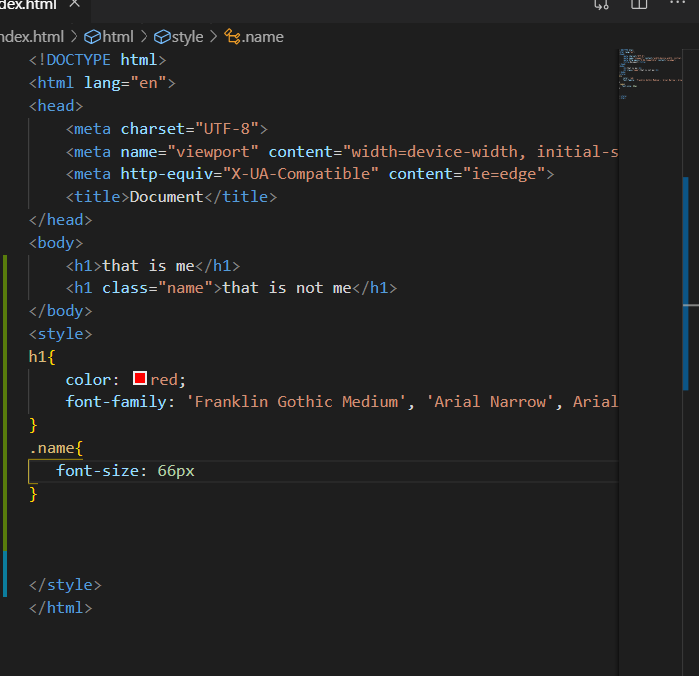 dex.html ×
ndex.html > html > style > .name
<!DOCTYPE html>
<html lang="en">
<head>
    <meta charset="UTF-8">
    <meta name="viewport" content="width=device-width, initial-s
    <meta http-equiv="X-UA-Compatible" content="ie=edge">
    <title>Document</title>
</head>
<body>
    <h1>that is me</h1>
    <h1 class="name">that is not me</h1>
</body>
<style>
h1{
    color: red;
    font-family: 'Franklin Gothic Medium', 'Arial Narrow', Arial
}
.name{
   font-size: 66px
}
</style>
</html>